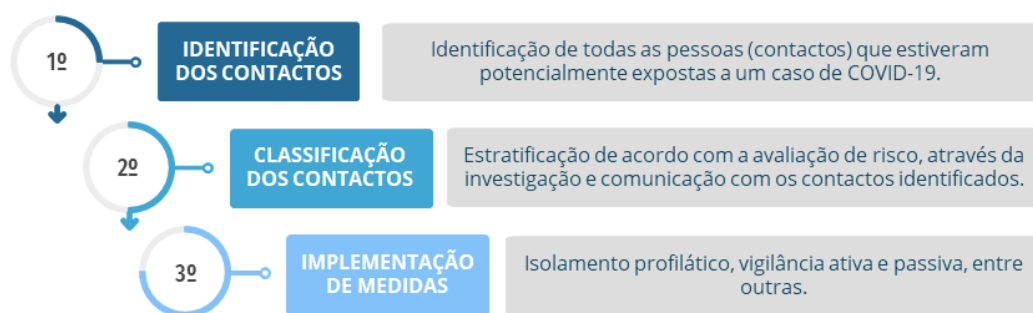 1º
IDENTIFICAÇÃO
DOS CONTACTOS
Identificação de todas as pessoas (contactos) que estiveram
potencialmente expostas a um caso de COVID-19.
2º
CLASSIFICAÇÃO
DOS CONTACTOS
Estratificação de acordo com a avaliação de risco, através da
investigação e comunicação com os contactos identificados.
3º
IMPLEMENTAÇÃO
DE MEDIDAS
Isolamento profilático, vigilância ativa e passiva, entre
outras.